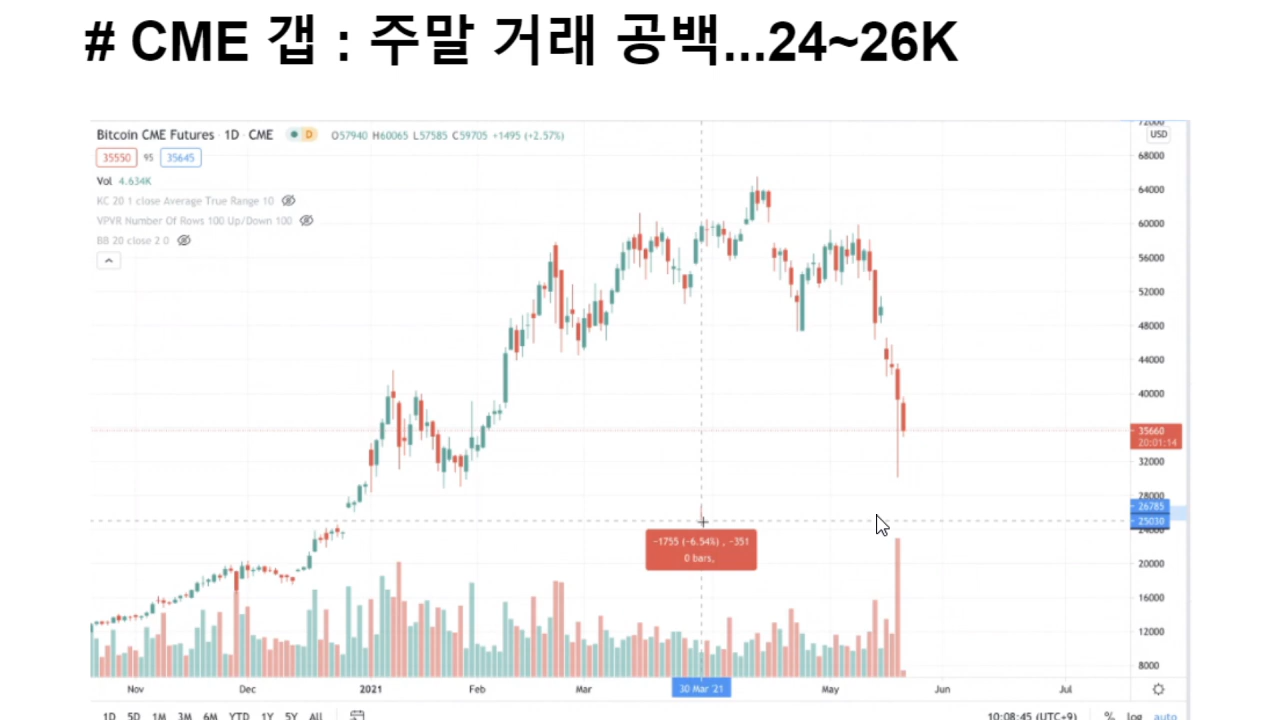 # CME 갭 : 주말 거래 공백...24~26K
Bitcoin CME Futures · 1D · CME D O57940 H60065 L57585 C59705 +1495 (+2.57%)
35550 95 35645
Vol 4.634K
KC 20 1 close Average True Range 10
VPVR Number Of Rows 100 Up/Down 100
BB 20 close 2 0
72000
USD
68000
64000
60000
56000
52000
48000
44000
40000
35660
20:01:14
32000
28000
26785
25030
24000
20000
16000
12000
8000
-1755 (-6.54%) , -351
0 bars,
Nov Dec 2021 Feb Mar 30 Mar '21 May Jun Jul
1D 5D 1M 3M 6M YTD 1Y 5Y All 10:08:45 (UTC+9) % log auto